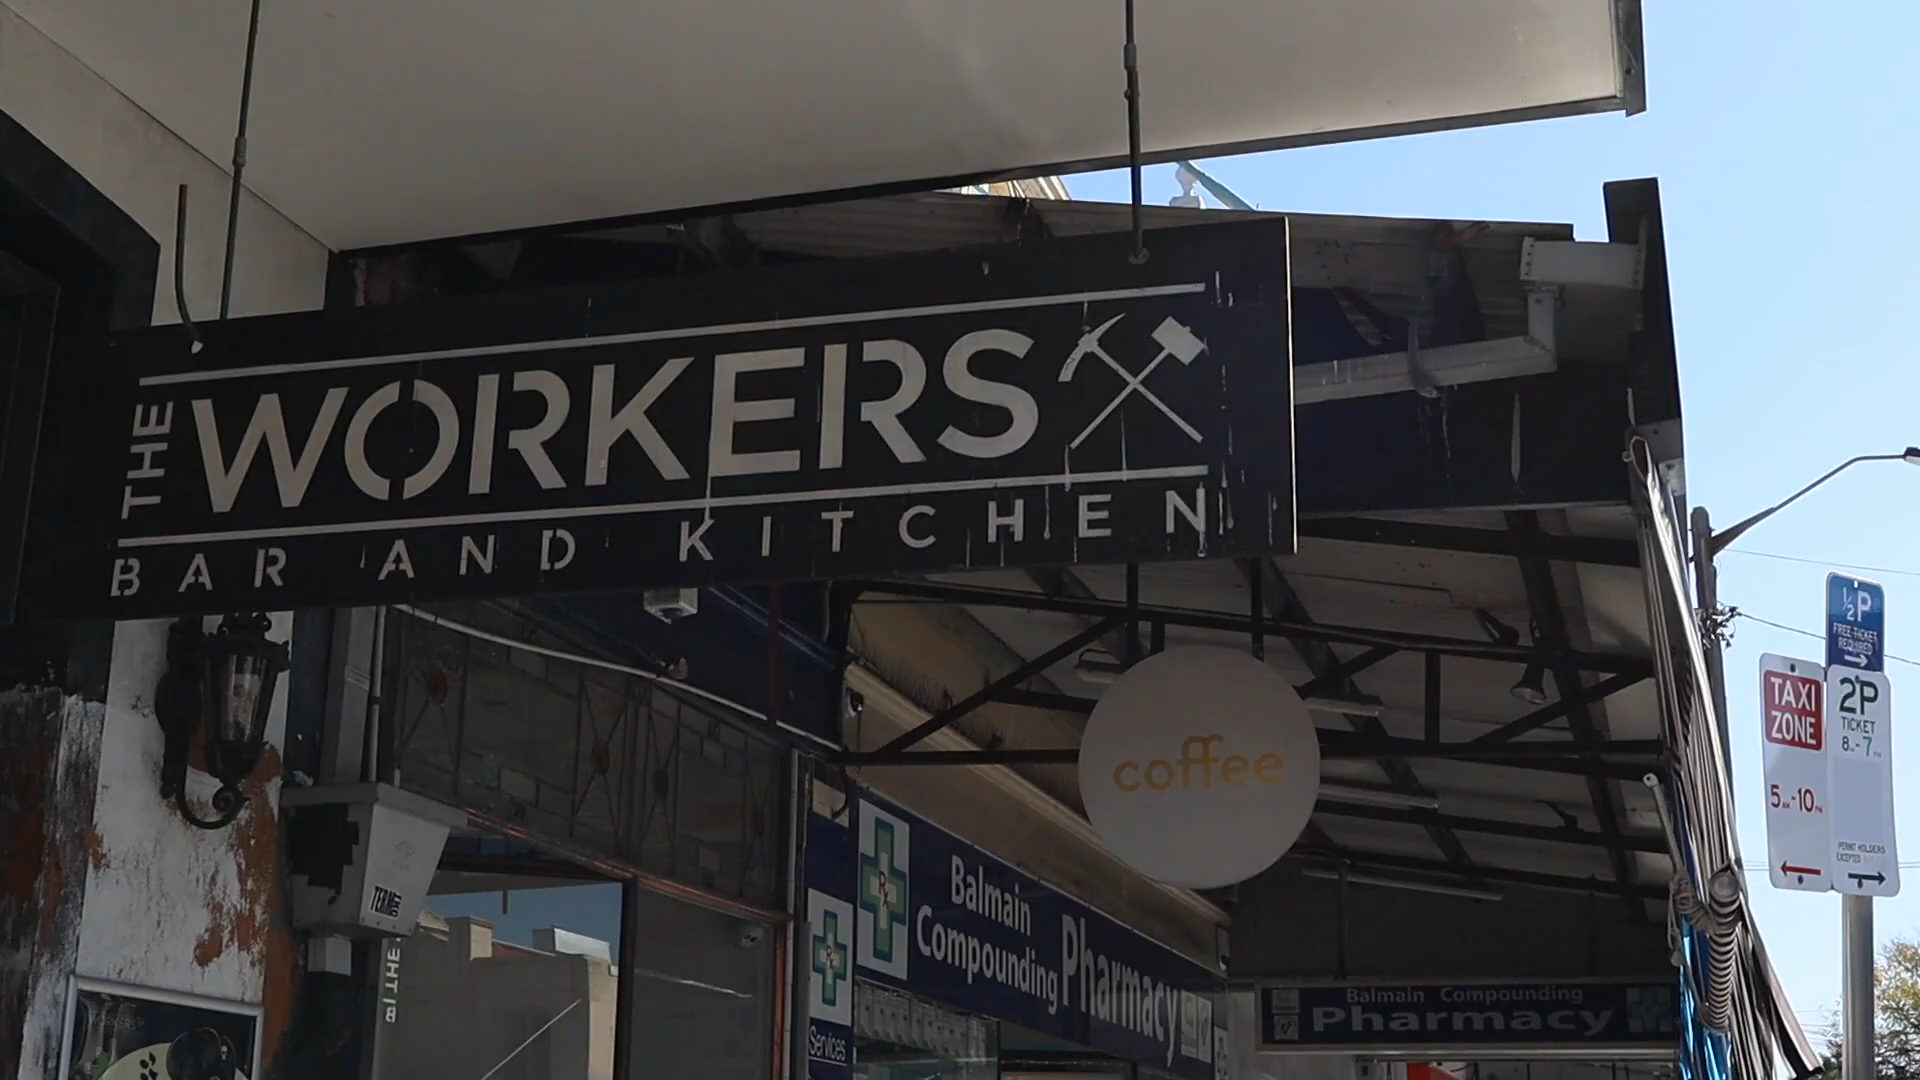 THE
WORKERS
BAR AND KITCHEN
coffee
Balmain
Compounding
Pharmacy
Services
Balmain Compounding
Pharmacy
1/2P
FREE TICKET
REQUIRED
TAXI
ZONE
5AM-10PM
2P
TICKET
8AM-7PM
PERMIT HOLDERS
EXCEPTED
WORKERS